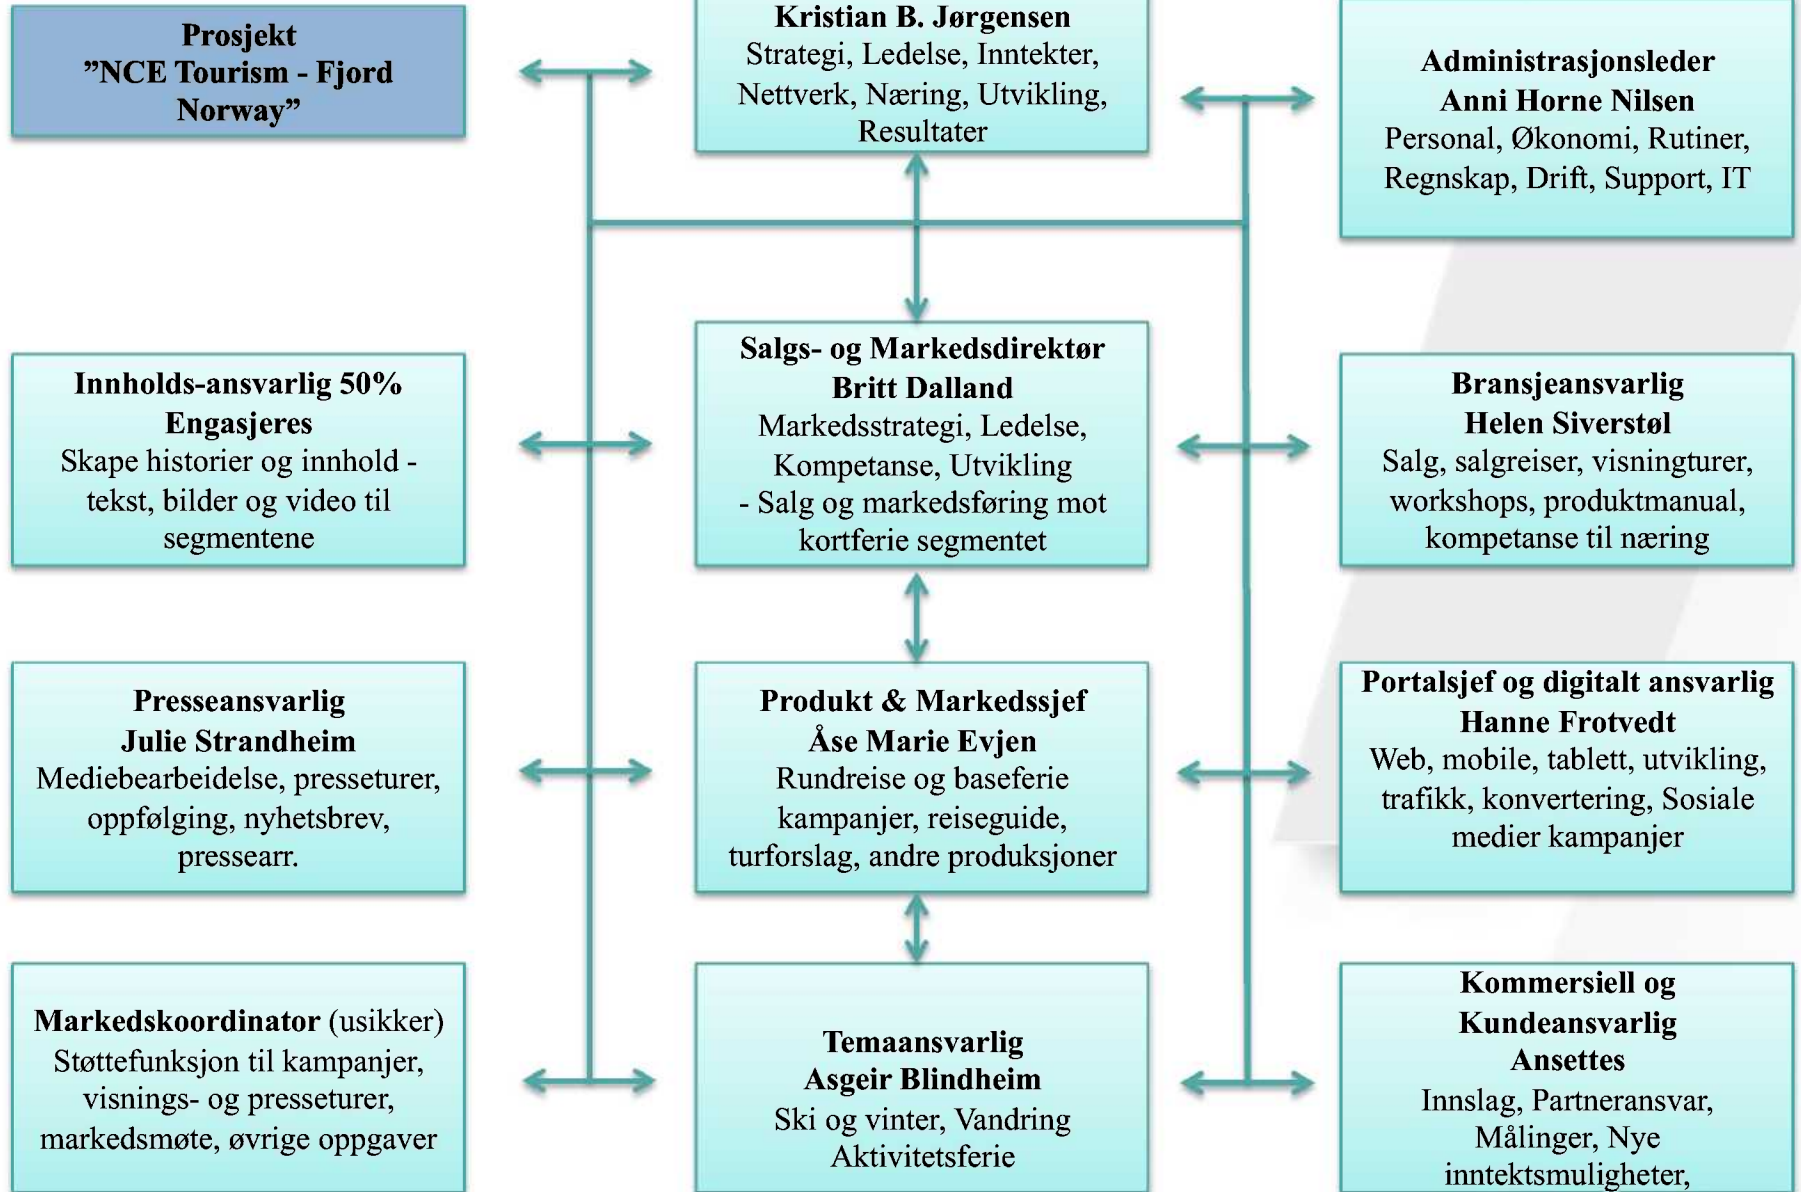 Prosjekt
”NCE Tourism - Fjord
Norway”
Kristian B. Jørgensen
Strategi, Ledelse, Inntekter,
Nettverk, Næring, Utvikling,
Resultater
Administrasjonsleder
Anni Horne Nilsen
Personal, Økonomi, Rutiner,
Regnskap, Drift, Support, IT
Innholds-ansvarlig 50%
Engasjeres
Skape historier og innhold -
tekst, bilder og video til
segmentene
Salgs- og Markedsdirektør
Britt Dalland
Markedsstrategi, Ledelse,
Kompetanse, Utvikling
- Salg og markedsføring mot
kortferie segmentet
Bransjeansvarlig
Helen Siverstøl
Salg, salgreiser, visningturer,
workshops, produktmanual,
kompetanse til næring
Presseansvarlig
Julie Strandheim
Mediebearbeidelse, presseturer,
oppfølging, nyhetsbrev,
pressearr.
Produkt & Markedssjef
Åse Marie Evjen
Rundreise og baseferie
kampanjer, reiseguide,
turforslag, andre produksjoner
Portalsjef og digitalt ansvarlig
Hanne Frotvedt
Web, mobile, tablett, utvikling,
trafikk, konvertering, Sosiale
medier kampanjer
Markedskoordinator (usikker)
Støttefunksjon til kampanjer,
visnings- og presseturer,
markedsmøte, øvrige oppgaver
Temaansvarlig
Asgeir Blindheim
Ski og vinter, Vandring
Aktivitetsferie
Kommersiell og
Kundeansvarlig
Ansettes
Innslag, Partneransvar,
Målinger, Nye
inntektsmuligheter,